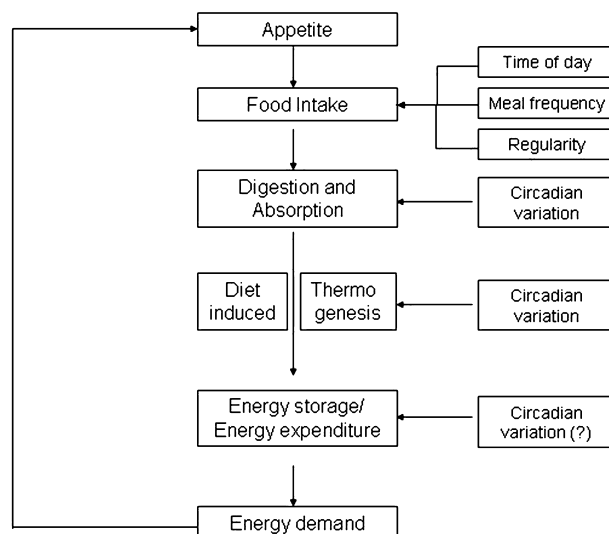 Appetite
Time of day
Food Intake
Meal frequency
Regularity
Digestion and
Absorption
Circadian
variation
Diet
induced
Thermo
genesis
Circadian
variation
Energy storage/
Energy expenditure
Circadian
variation (?)
Energy demand